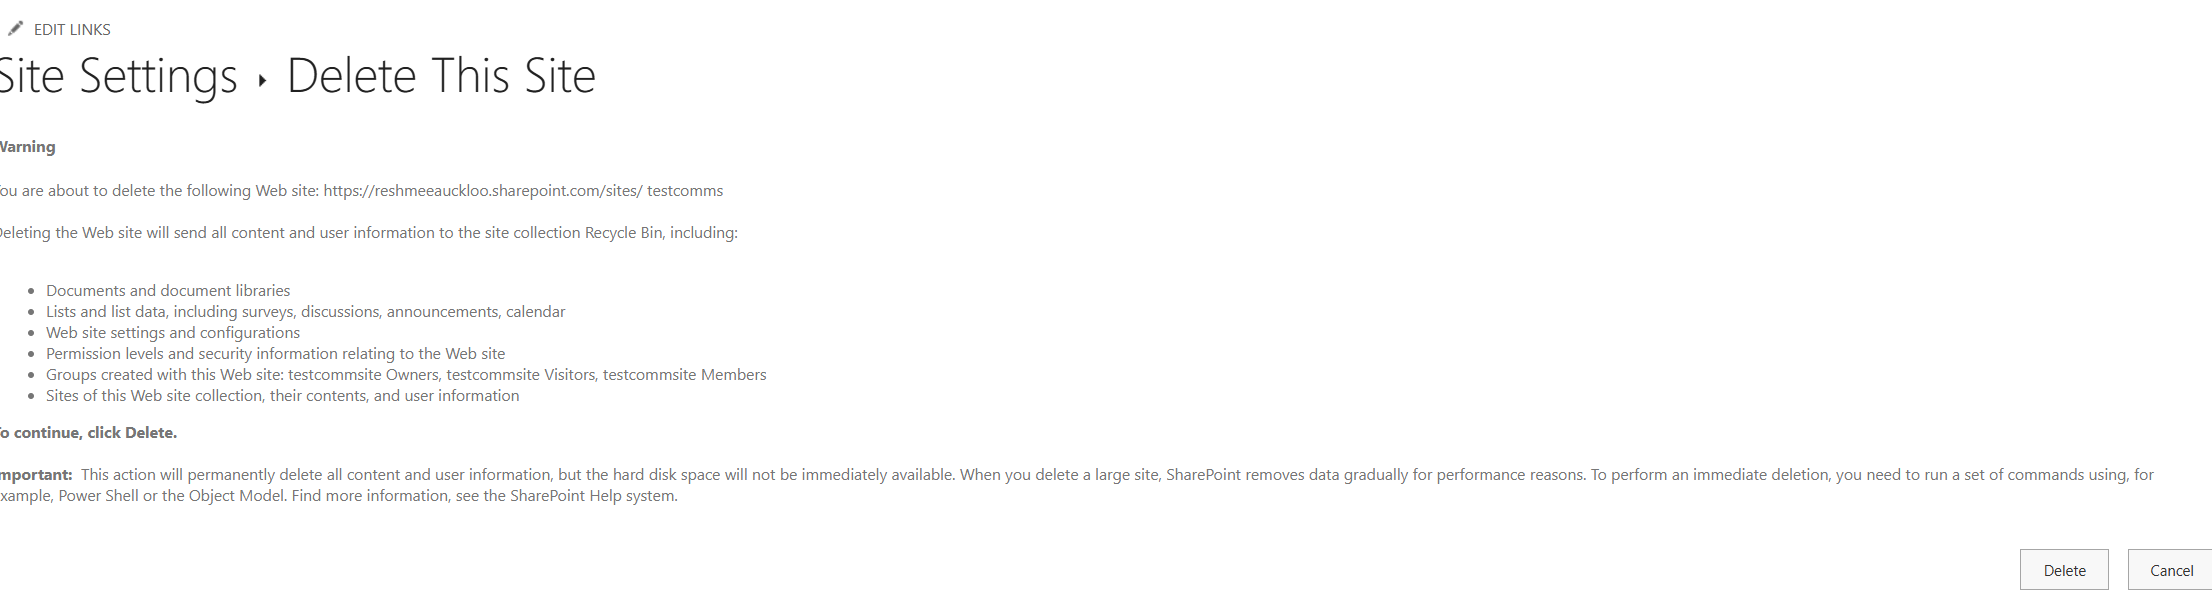 EDIT LINKS
Site Settings ▸ Delete This Site
Warning
You are about to delete the following Web site: https://reshmeeauckloo.sharepoint.com/sites/ testcomms
Deleting the Web site will send all content and user information to the site collection Recycle Bin, including:
• Documents and document libraries
• Lists and list data, including surveys, discussions, announcements, calendar
• Web site settings and configurations
• Permission levels and security information relating to the Web site
• Groups created with this Web site: testcommsite Owners, testcommsite Visitors, testcommsite Members
• Sites of this Web site collection, their contents, and user information
To continue, click Delete.
Important: This action will permanently delete all content and user information, but the hard disk space will not be immediately available. When you delete a large site, SharePoint removes data gradually for performance reasons. To perform an immediate deletion, you need to run a set of commands using, for
example, Power Shell or the Object Model. Find more information, see the SharePoint Help system.
Delete Cancel